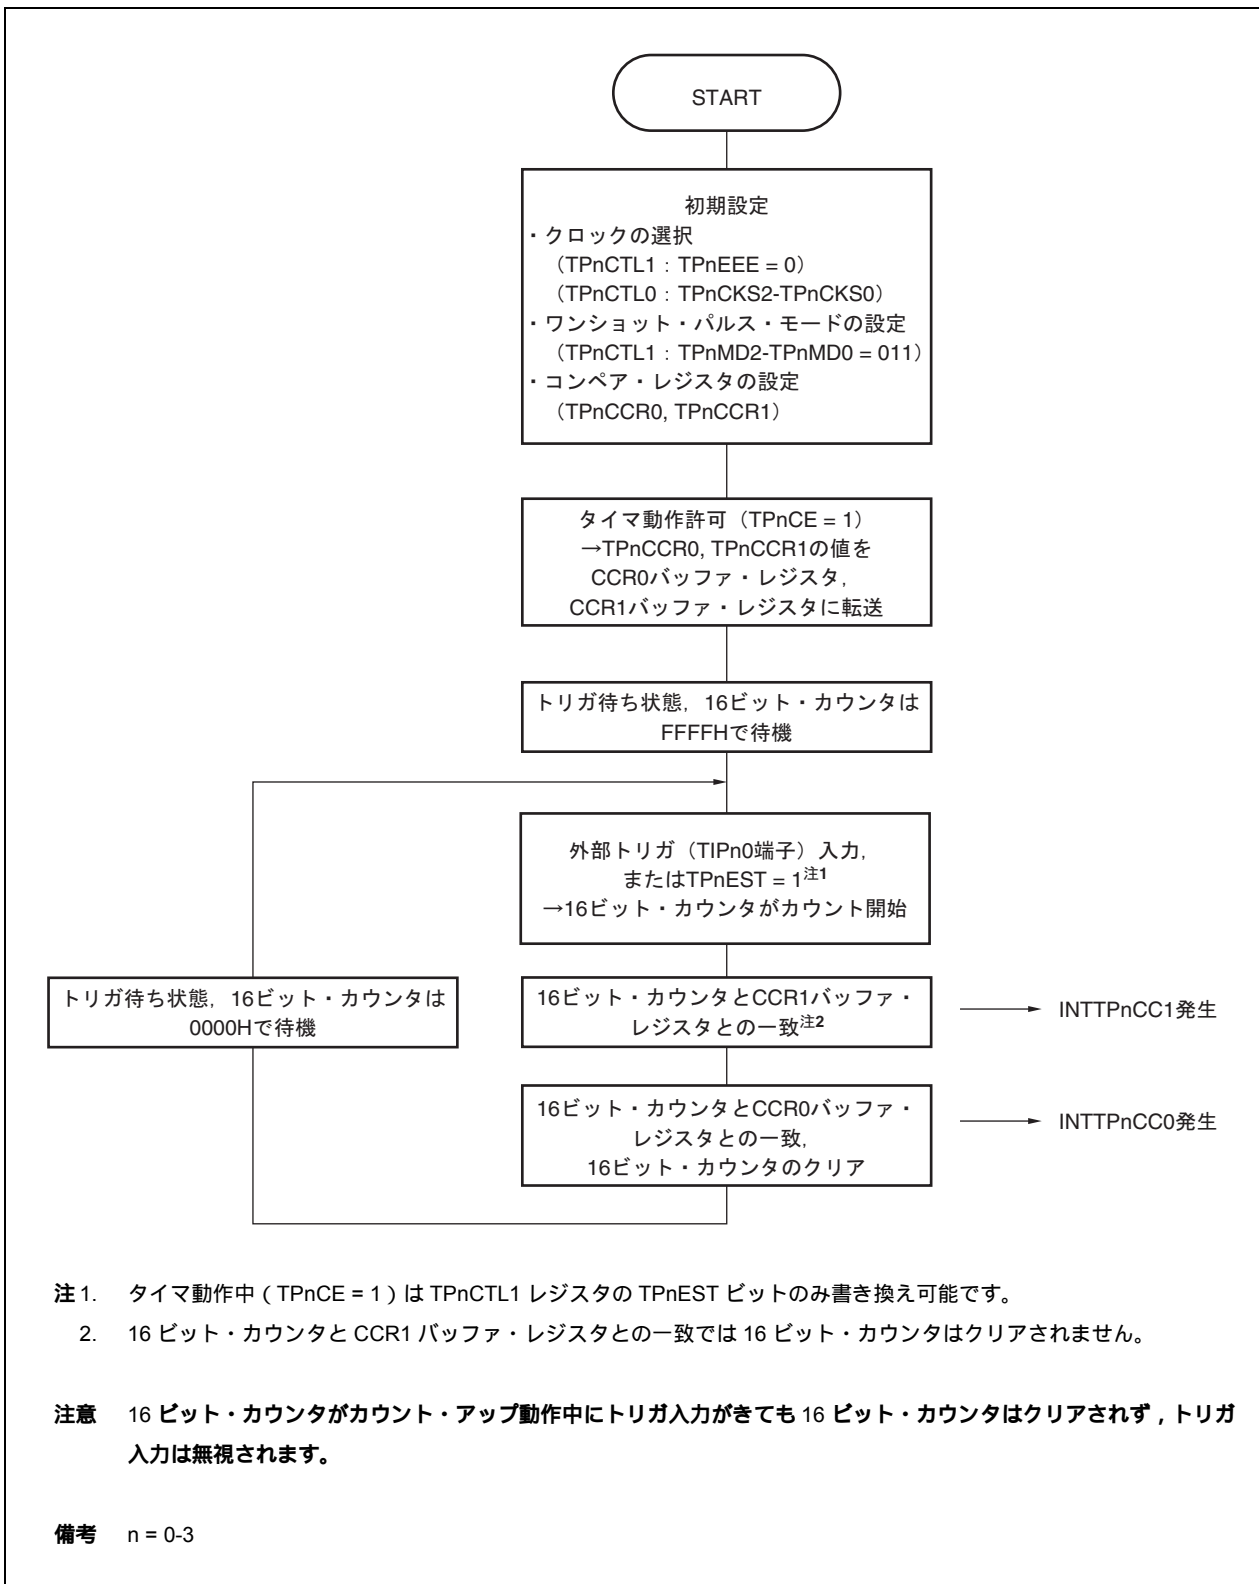 START
初期設定
・クロックの選択
（TPnCTL1：TPnEEE = 0）
（TPnCTL0：TPnCKS2-TPnCKS0）
・ワンショット・パルス・モードの設定
（TPnCTL1：TPnMD2-TPnMD0 = 011）
・コンペア・レジスタの設定
（TPnCCR0, TPnCCR1）
タイマ動作許可（TPnCE = 1）
→TPnCCR0, TPnCCR1の値を
CCR0バッファ・レジスタ,
CCR1バッファ・レジスタに転送
トリガ待ち状態, 16ビット・カウンタは
FFFFHで待機
外部トリガ（TIPn0端子）入力,
またはTPnEST = 1注1
→16ビット・カウンタがカウント開始
トリガ待ち状態, 16ビット・カウンタは
0000Hで待機
16ビット・カウンタとCCR1バッファ・
レジスタとの一致注2
INTTPnCC1発生
16ビット・カウンタとCCR0バッファ・
レジスタとの一致,
16ビット・カウンタのクリア
INTTPnCC0発生
注 1. タイマ動作中（TPnCE = 1）は TPnCTL1 レジスタの TPnEST ビットのみ書き換え可能です。
2. 16 ビット・カウンタと CCR1 バッファ・レジスタとの一致では 16 ビット・カウンタはクリアされません。
注意 16 ビット・カウンタがカウント・アップ動作中にトリガ入力がきても 16 ビット・カウンタはクリアされず，トリガ
入力は無視されます。
備考 n = 0-3